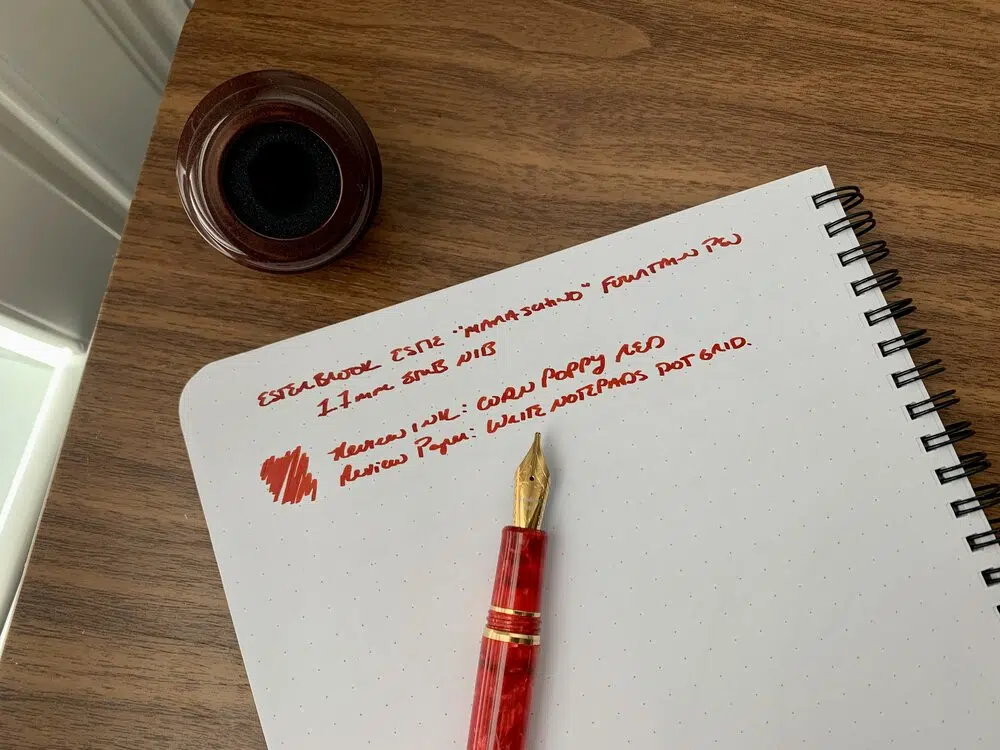 ESTERBROOK ESTIE "MARASCHINO" FOUNTAIN PEN
1.1mm STUB NIB
Review INK: CORN POPPY RED
Review Paper: WRITE NOTEPADS DOT GRID.